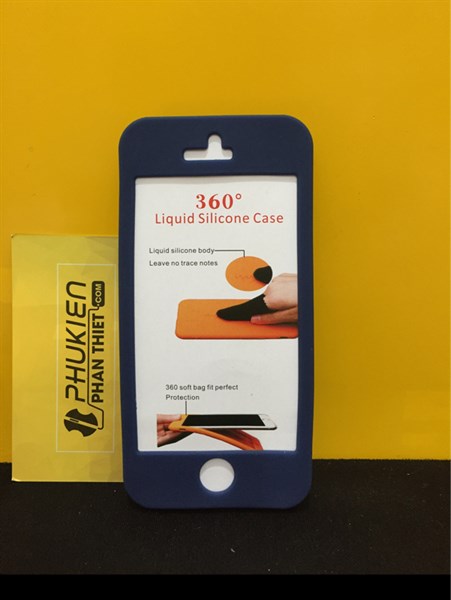 360°
Liquid Silicone Case
Liquid silicone body
Leave no trace notes
360 soft bag fit perfect
Protection
PHUKIEN
PHAN THIET.COM